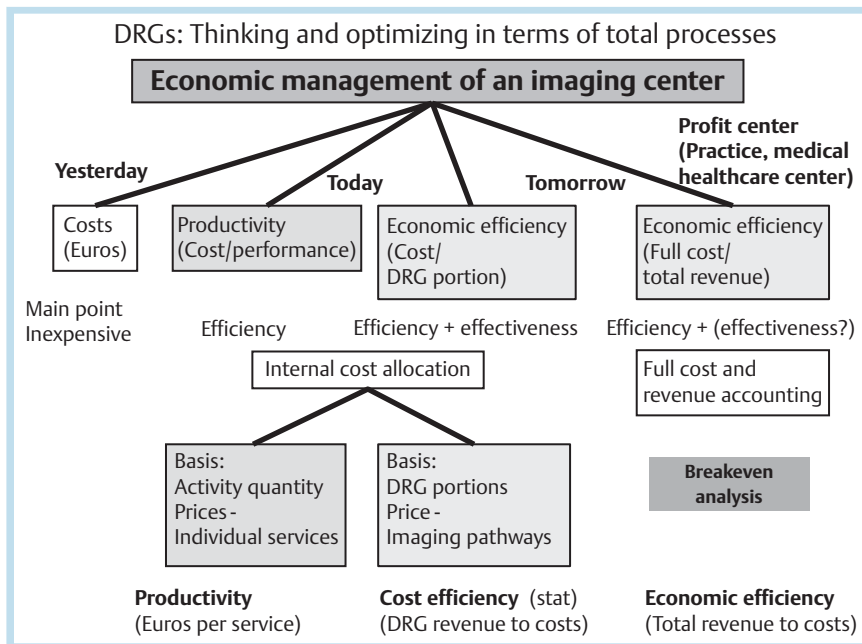 DRGs: Thinking and optimizing in terms of total processes
Economic management of an imaging center
Profit center
(Practice, medical
healthcare center)
Yesterday
Today
Tomorrow
Costs
(Euros)
Productivity
(Cost/performance)
Economic efficiency
(Cost/
DRG portion)
Economic efficiency
(Full cost/
total revenue)
Main point
Inexpensive
Efficiency
Efficiency + effectiveness
Efficiency + (effectiveness?)
Internal cost allocation
Full cost and
revenue accounting
Basis:
Activity quantity
Prices-
Individual services
Basis:
DRG portions
Price-
Imaging pathways
Breakeven
analysis
Productivity
(Euros per service)
Cost efficiency (stat)
(DRG revenue to costs)
Economic efficiency
(Total revenue to costs)